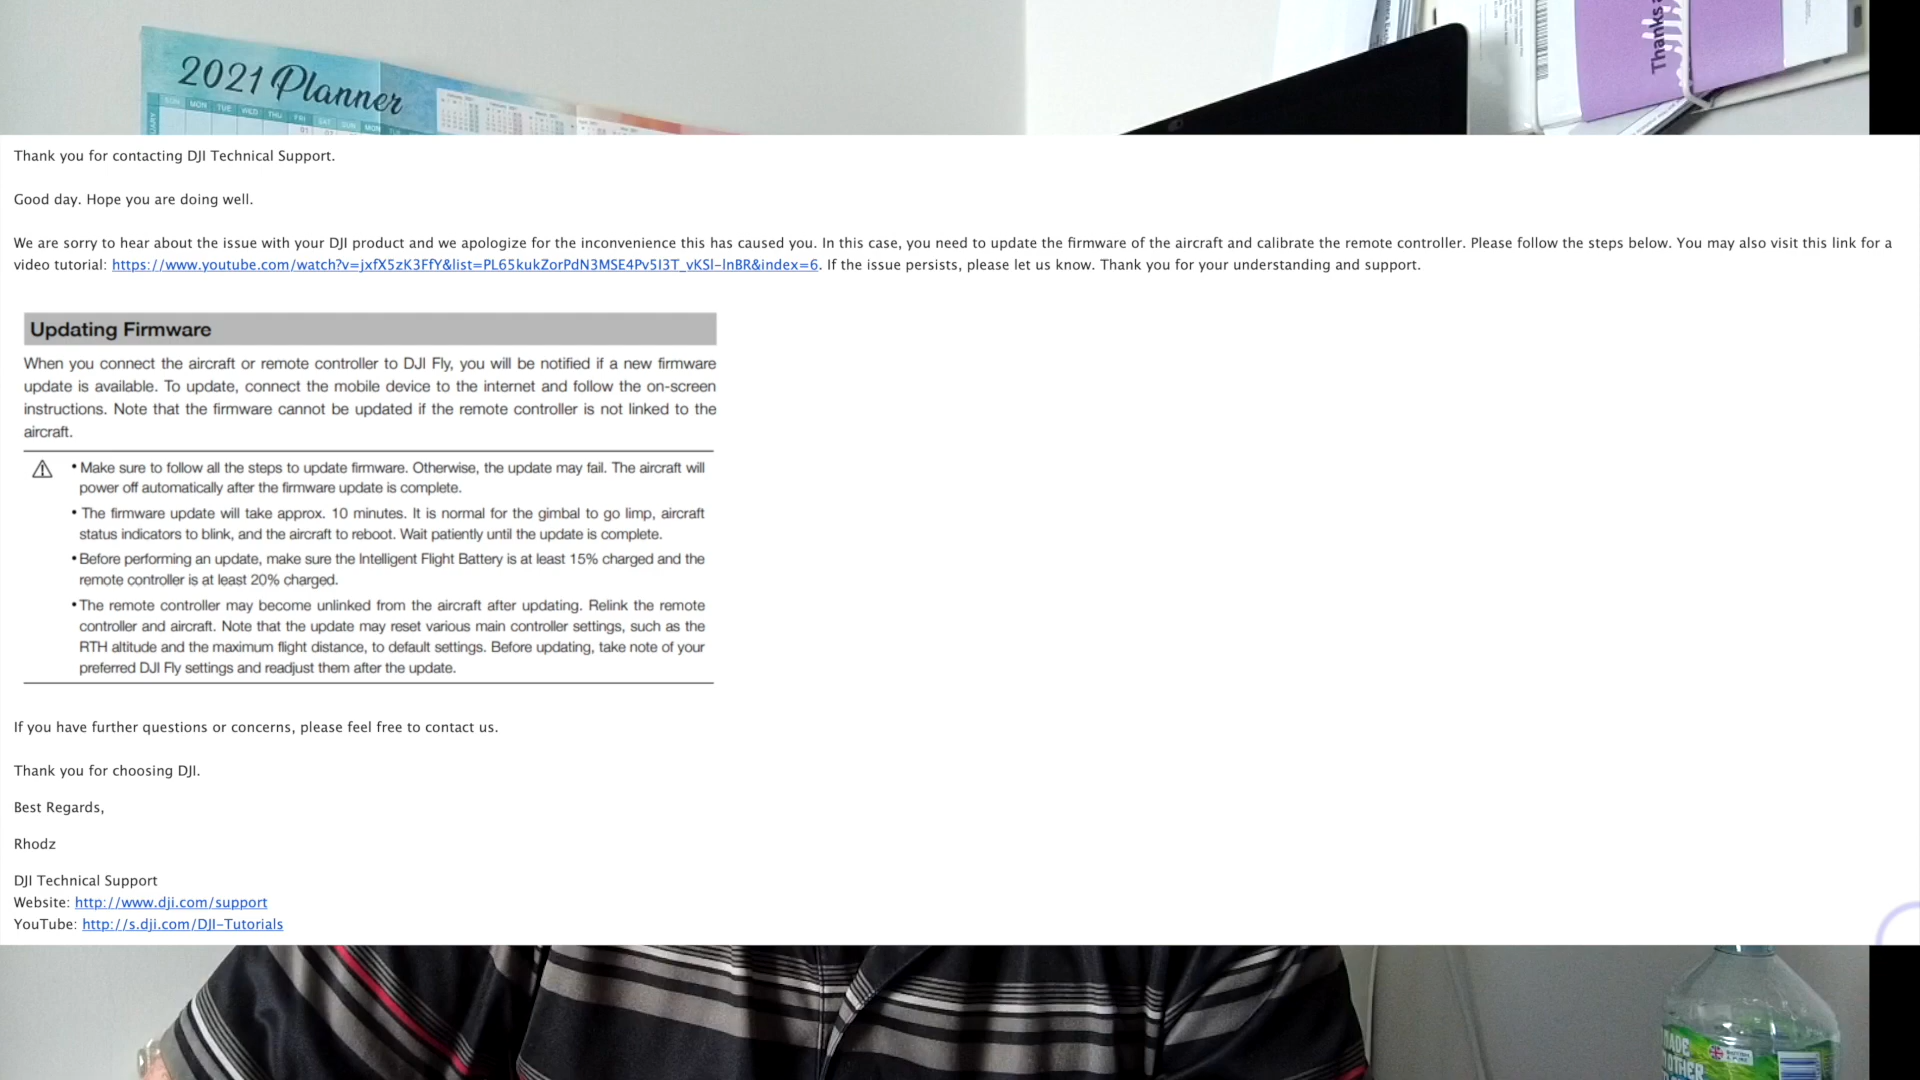 2021 Planner
SUN MON TUE WED THU FRI SAT SUN MON TUE
Thanks
Thank you for contacting DJI Technical Support.
Good day. Hope you are doing well.
We are sorry to hear about the issue with your DJI product and we apologize for the inconvenience this has caused you. In this case, you need to update the firmware of the aircraft and calibrate the remote controller. Please follow the steps below. You may also visit this link for a
video tutorial: https://www.youtube.com/watch?v=jxfX5zK3FfY&list=PL65kukZorPdN3MSE4Pv5I3T_vKSI-lnBR&index=6. If the issue persists, please let us know. Thank you for your understanding and support.
Updating Firmware
When you connect the aircraft or remote controller to DJI Fly, you will be notified if a new firmware
update is available. To update, connect the mobile device to the internet and follow the on-screen
instructions. Note that the firmware cannot be updated if the remote controller is not linked to the
aircraft.
• Make sure to follow all the steps to update firmware. Otherwise, the update may fail. The aircraft will
power off automatically after the firmware update is complete.
• The firmware update will take approx. 10 minutes. It is normal for the gimbal to go limp, aircraft
status indicators to blink, and the aircraft to reboot. Wait patiently until the update is complete.
• Before performing an update, make sure the Intelligent Flight Battery is at least 15% charged and the
remote controller is at least 20% charged.
• The remote controller may become unlinked from the aircraft after updating. Relink the remote
controller and aircraft. Note that the update may reset various main controller settings, such as the
RTH altitude and the maximum flight distance, to default settings. Before updating, take note of your
preferred DJI Fly settings and readjust them after the update.
If you have further questions or concerns, please feel free to contact us.
Thank you for choosing DJI.
Best Regards,
Rhodz
DJI Technical Support
Website: http://www.dji.com/support
YouTube: http://s.dji.com/DJI-Tutorials